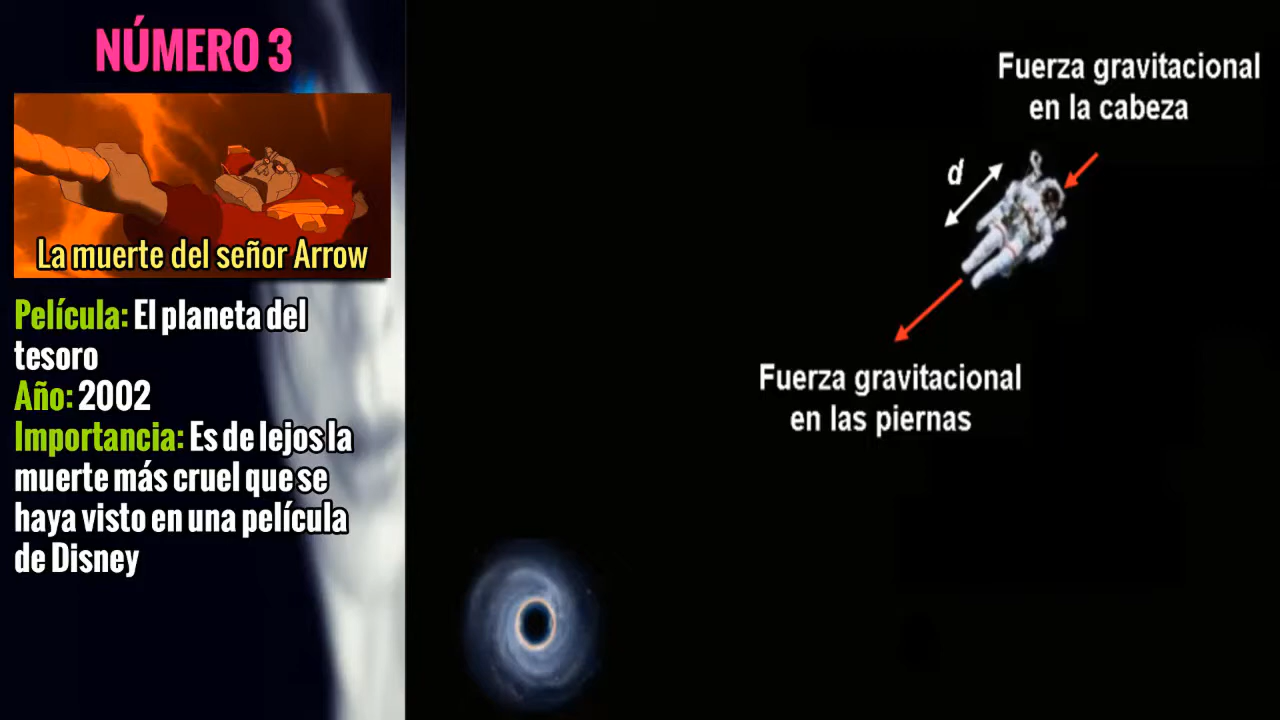 NÚMERO 3
La muerte del señor Arrow
Película: El planeta del
tesoro
Año: 2002
Importancia: Es de lejos la
muerte más cruel que se
haya visto en una película
de Disney
Fuerza gravitacional
en la cabeza
d
Fuerza gravitacional
en las piernas